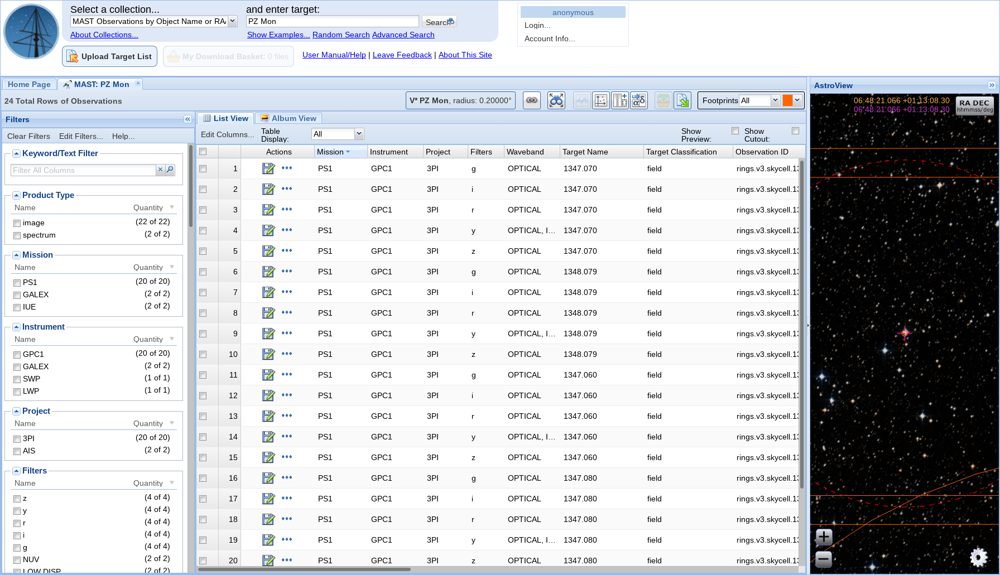 Select a collection... and enter target:
MAST Observations by Object Name or RA/ PZ Mon Search
About Collections... Show Examples... Random Search Advanced Search
Upload Target List My Download Basket: 0 files User Manual/Help | Leave Feedback | About This Site
anonymous
Login...
Account Info...
Home Page MAST: PZ Mon
24 Total Rows of Observations V* PZ Mon, radius: 0.20000° Footprints All
Filters
Clear Filters Edit Filters... Help...
Keyword/Text Filter
Filter All Columns
Product Type
Name Quantity
image (22 of 22)
spectrum (2 of 2)
Mission
Name Quantity
PS1 (20 of 20)
GALEX (2 of 2)
IUE (2 of 2)
Instrument
Name Quantity
GPC1 (20 of 20)
GALEX (2 of 2)
SWP (1 of 1)
LWP (1 of 1)
Project
Name Quantity
3PI (20 of 20)
AIS (2 of 2)
Filters
Name Quantity
z (4 of 4)
y (4 of 4)
r (4 of 4)
i (4 of 4)
g (4 of 4)
NUV (2 of 2)
LOW DISP (2 of 2)
List View Album View
Edit Columns... Table Display: All Show Preview: Show Cutout:
Actions Mission Instrument Project Filters Waveband Target Name Target Classification Observation ID
1 PS1 GPC1 3PI g OPTICAL 1347.070 field rings.v3.skycell.13
2 PS1 GPC1 3PI i OPTICAL 1347.070 field rings.v3.skycell.13
3 PS1 GPC1 3PI r OPTICAL 1347.070 field rings.v3.skycell.13
4 PS1 GPC1 3PI y OPTICAL, I... 1347.070 field rings.v3.skycell.13
5 PS1 GPC1 3PI z OPTICAL 1347.070 field rings.v3.skycell.13
6 PS1 GPC1 3PI g OPTICAL 1348.079 field rings.v3.skycell.13
7 PS1 GPC1 3PI i OPTICAL 1348.079 field rings.v3.skycell.13
8 PS1 GPC1 3PI r OPTICAL 1348.079 field rings.v3.skycell.13
9 PS1 GPC1 3PI y OPTICAL, I... 1348.079 field rings.v3.skycell.13
10 PS1 GPC1 3PI z OPTICAL 1348.079 field rings.v3.skycell.13
11 PS1 GPC1 3PI g OPTICAL 1347.060 field rings.v3.skycell.13
12 PS1 GPC1 3PI i OPTICAL 1347.060 field rings.v3.skycell.13
13 PS1 GPC1 3PI r OPTICAL 1347.060 field rings.v3.skycell.13
14 PS1 GPC1 3PI y OPTICAL, I... 1347.060 field rings.v3.skycell.13
15 PS1 GPC1 3PI z OPTICAL 1347.060 field rings.v3.skycell.13
16 PS1 GPC1 3PI g OPTICAL 1347.080 field rings.v3.skycell.13
17 PS1 GPC1 3PI i OPTICAL 1347.080 field rings.v3.skycell.13
18 PS1 GPC1 3PI r OPTICAL 1347.080 field rings.v3.skycell.13
19 PS1 GPC1 3PI y OPTICAL, I... 1347.080 field rings.v3.skycell.13
20 PS1 GPC1 3PI z OPTICAL 1347.080 field rings.v3.skycell.13
AstroView
06:48:21.066 +01:13:08.30
06:48:21.066 +01:13:08.30
RA DEC
hhmmss/deg